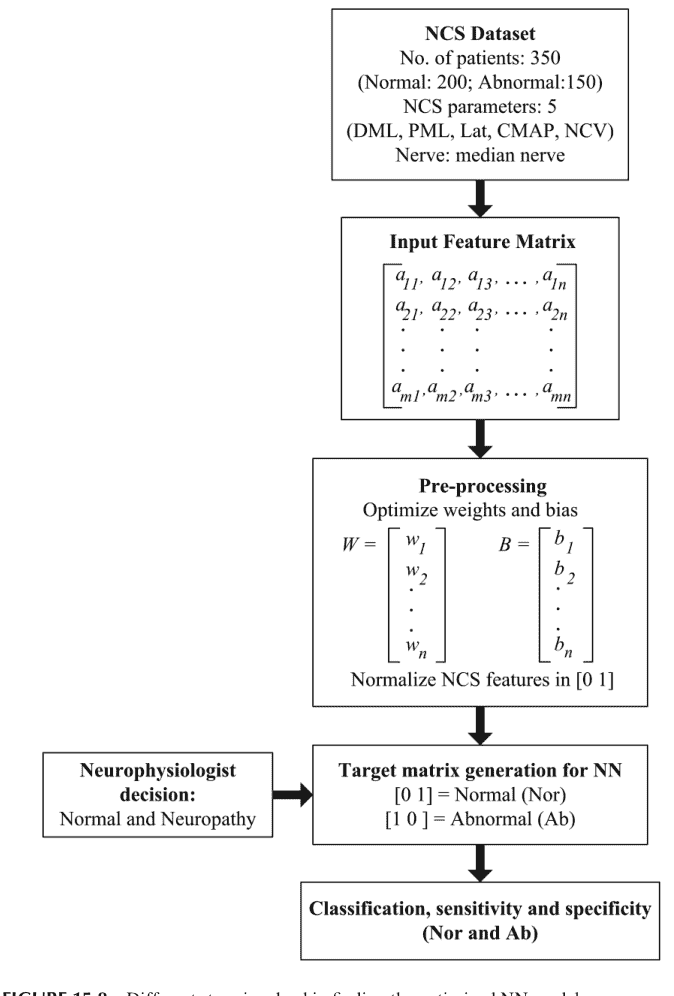 NCS Dataset
No. of patients: 350
(Normal: 200; Abnormal:150)
NCS parameters: 5
(DML, PML, Lat, CMAP, NCV)
Nerve: median nerve
Input Feature Matrix
a11, a12, a13, . . . , a1n
a21, a22, a23, . . . , a2n
. . . .
. . . .
. . . .
am1, am2, am3, . . . , amn
Pre-processing
Optimize weights and bias
W = w1 B = b1
w2 b2
. .
. .
. .
wn bn
Normalize NCS features in [0 1]
Neurophysiologist
decision:
Normal and Neuropathy
Target matrix generation for NN
[0 1] = Normal (Nor)
[1 0 ] = Abnormal (Ab)
Classification, sensitivity and specificity
(Nor and Ab)